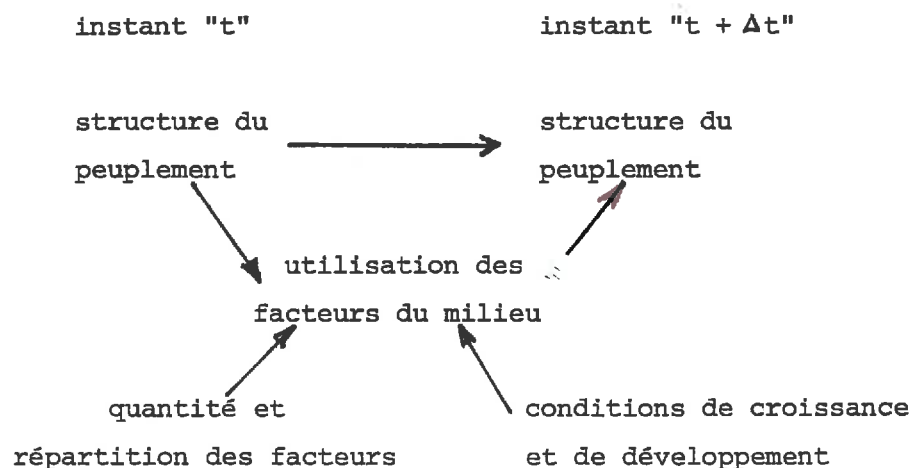 instant "t"
instant "t + Δt"
structure du
peuplement
structure du
peuplement
utilisation des
facteurs du milieu
quantité et
répartition des facteurs
conditions de croissance
et de développement